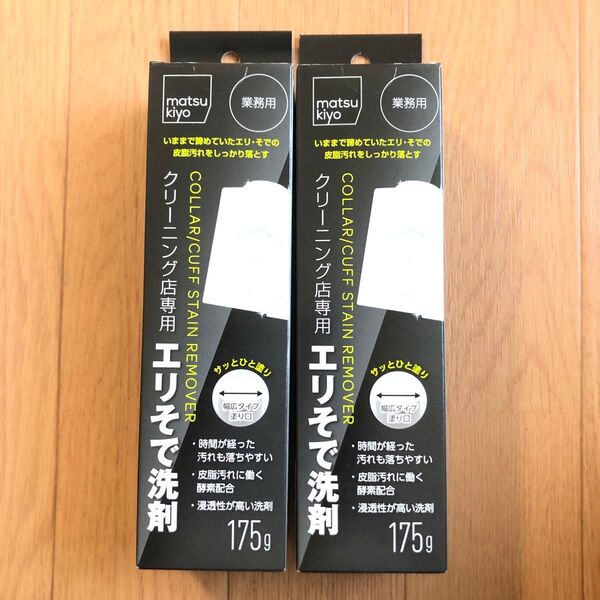 matsu
kiyo
業務用
いままで諦めていたエリ・そでの
皮脂汚れをしっかり落とす
COLLAR/CUFF STAIN REMOVER
クリーニング店専用
エリそで洗剤
サッとひと塗り
幅広タイプ
塗り口
・時間が経った
汚れも落ちやすい
・皮脂汚れに働く
酵素配合
・浸透性が高い洗剤
175g
matsu
kiyo
業務用
いままで諦めていたエリ・そでの
皮脂汚れをしっかり落とす
COLLAR/CUFF STAIN REMOVER
クリーニング店専用
エリそで洗剤
サッとひと塗り
幅広タイプ
塗り口
・時間が経った
汚れも落ちやすい
・皮脂汚れに働く
酵素配合
・浸透性が高い洗剤
175g